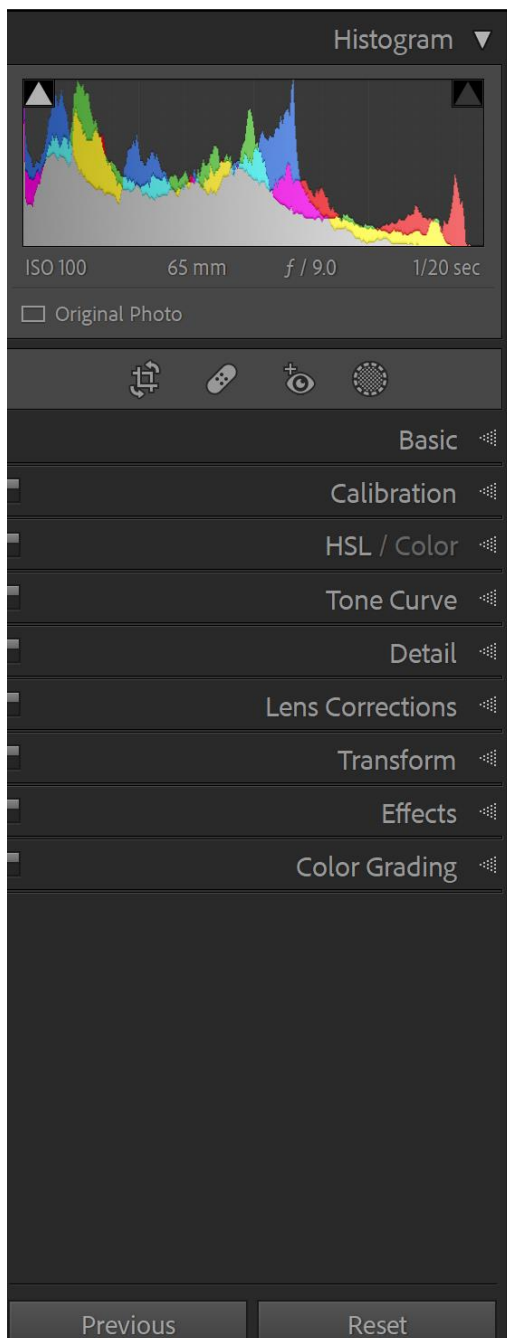 Histogram
ISO 100 65 mm ƒ / 9.0 1/20 sec
Original Photo
Basic
Calibration
HSL / Color
Tone Curve
Detail
Lens Corrections
Transform
Effects
Color Grading
Previous Reset